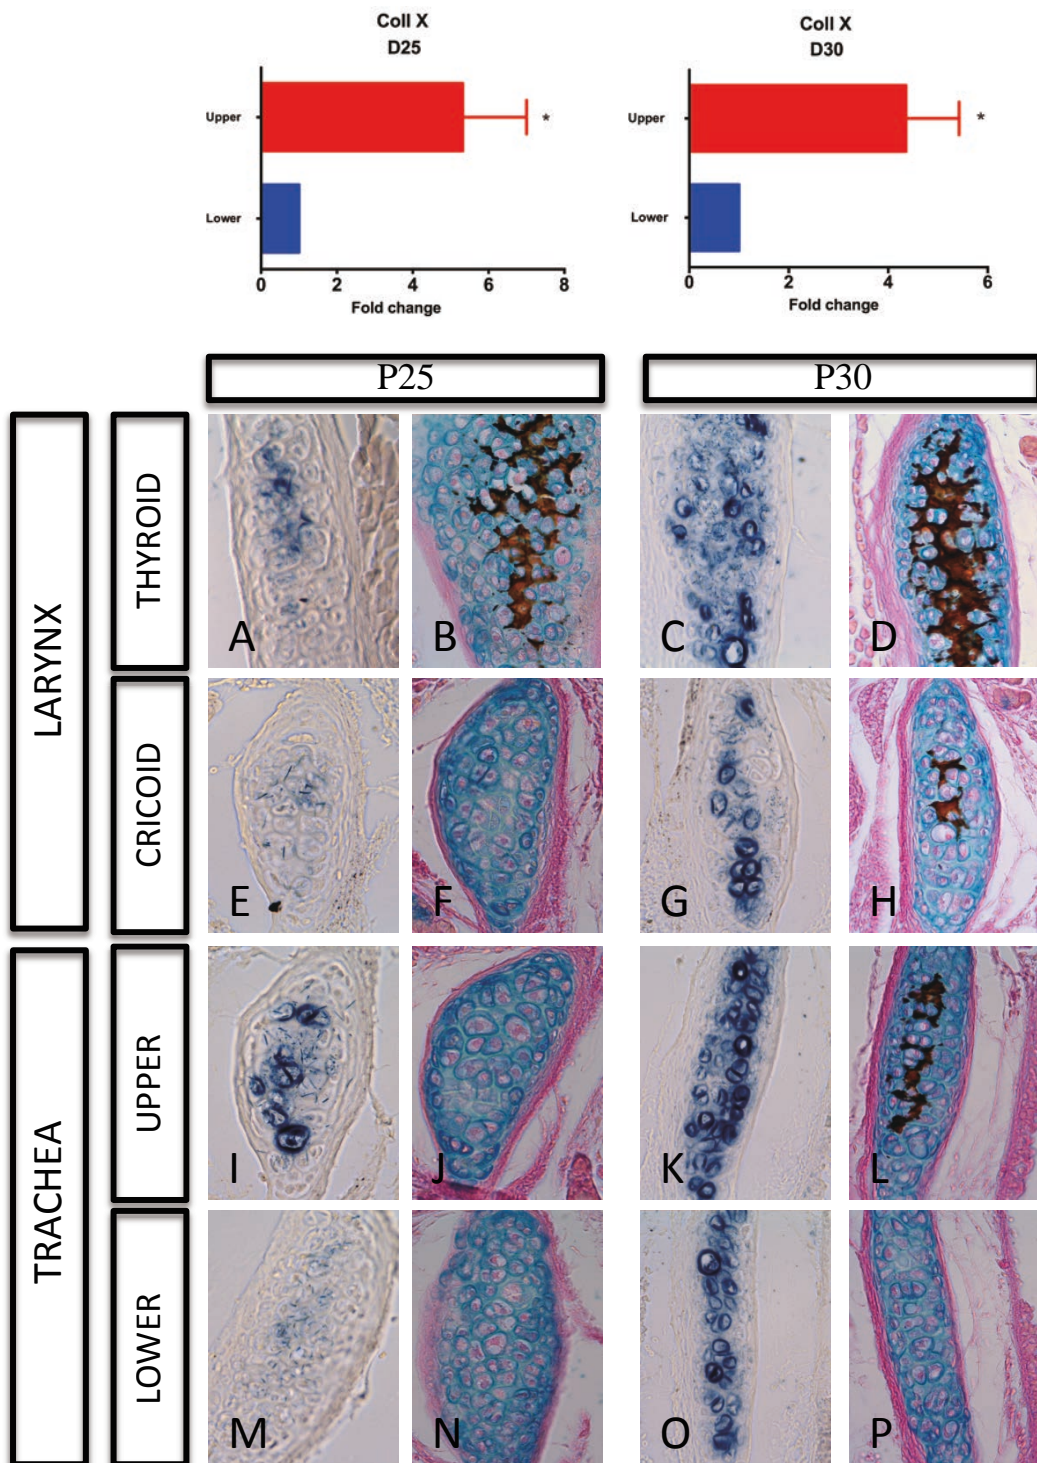 Coll X
D25
Upper
*
Lower
0 2 4 6 8
Fold change
Coll X
D30
Upper
*
Lower
0 2 4 6
Fold change
P25
P30
LARYNX
THYROID
A
B
C
D
CRICOID
E
F
G
H
TRACHEA
UPPER
I
J
K
L
LOWER
M
N
O
P